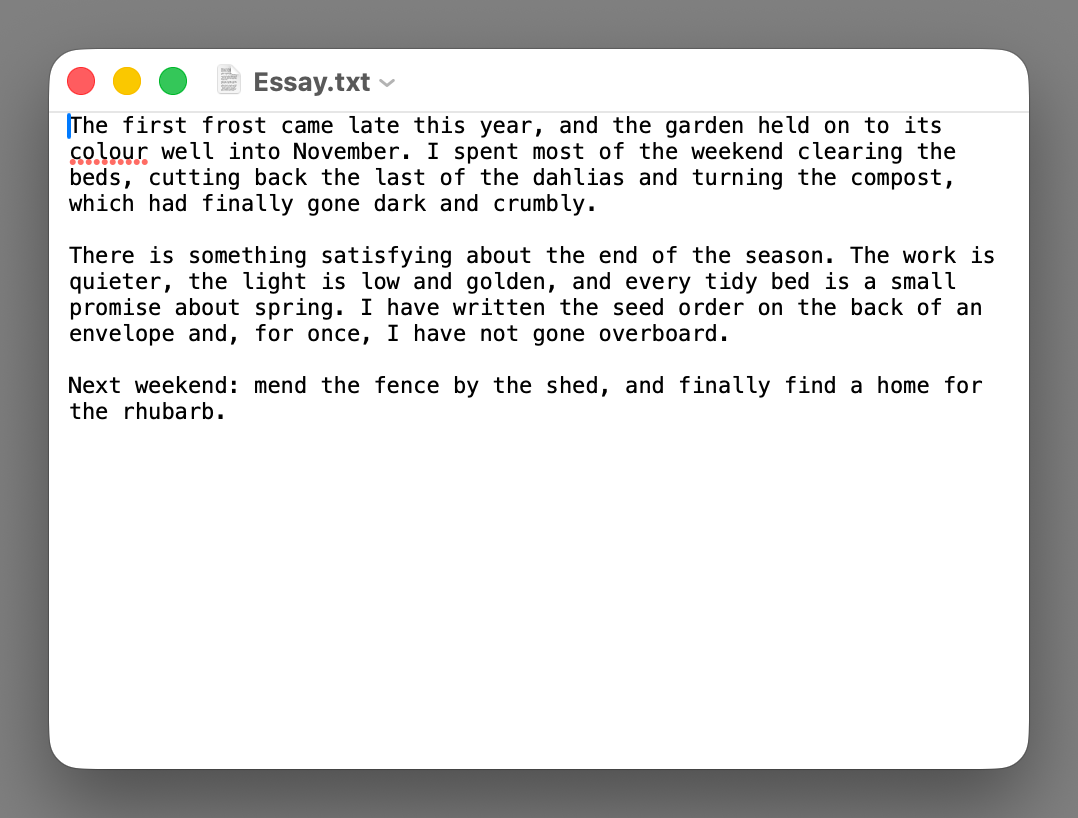 Essay.txt
The first frost came late this year, and the garden held on to its
colour well into November. I spent most of the weekend clearing the
beds, cutting back the last of the dahlias and turning the compost,
which had finally gone dark and crumbly.
There is something satisfying about the end of the season. The work is
quieter, the light is low and golden, and every tidy bed is a small
promise about spring. I have written the seed order on the back of an
envelope and, for once, I have not gone overboard.
Next weekend: mend the fence by the shed, and finally find a home for
the rhubarb.